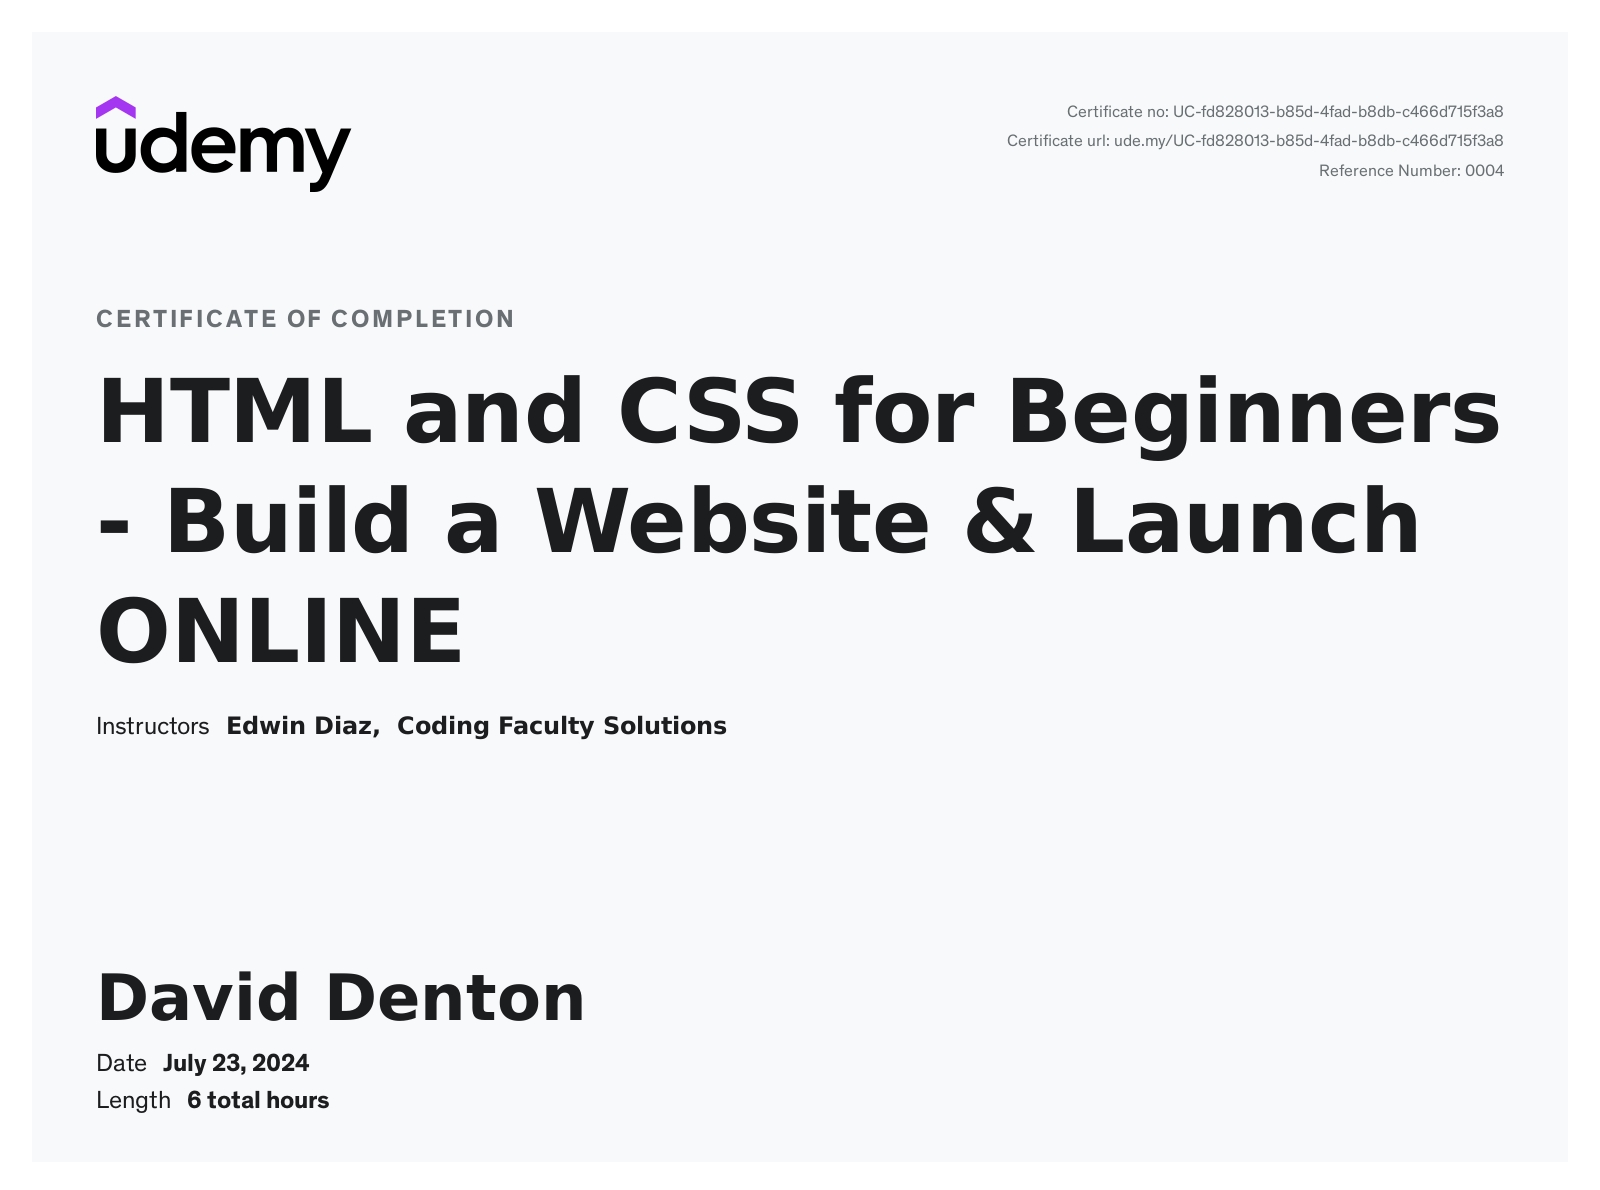 udemy
Certificate no: UC-fd828013-b85d-4fad-b8db-c466d715f3a8
Certificate url: ude.my/UC-fd828013-b85d-4fad-b8db-c466d715f3a8
Reference Number: 0004
CERTIFICATE OF COMPLETION
HTML and CSS for Beginners
- Build a Website & Launch
ONLINE
Instructors Edwin Diaz, Coding Faculty Solutions
David Denton
Date July 23, 2024
Length 6 total hours